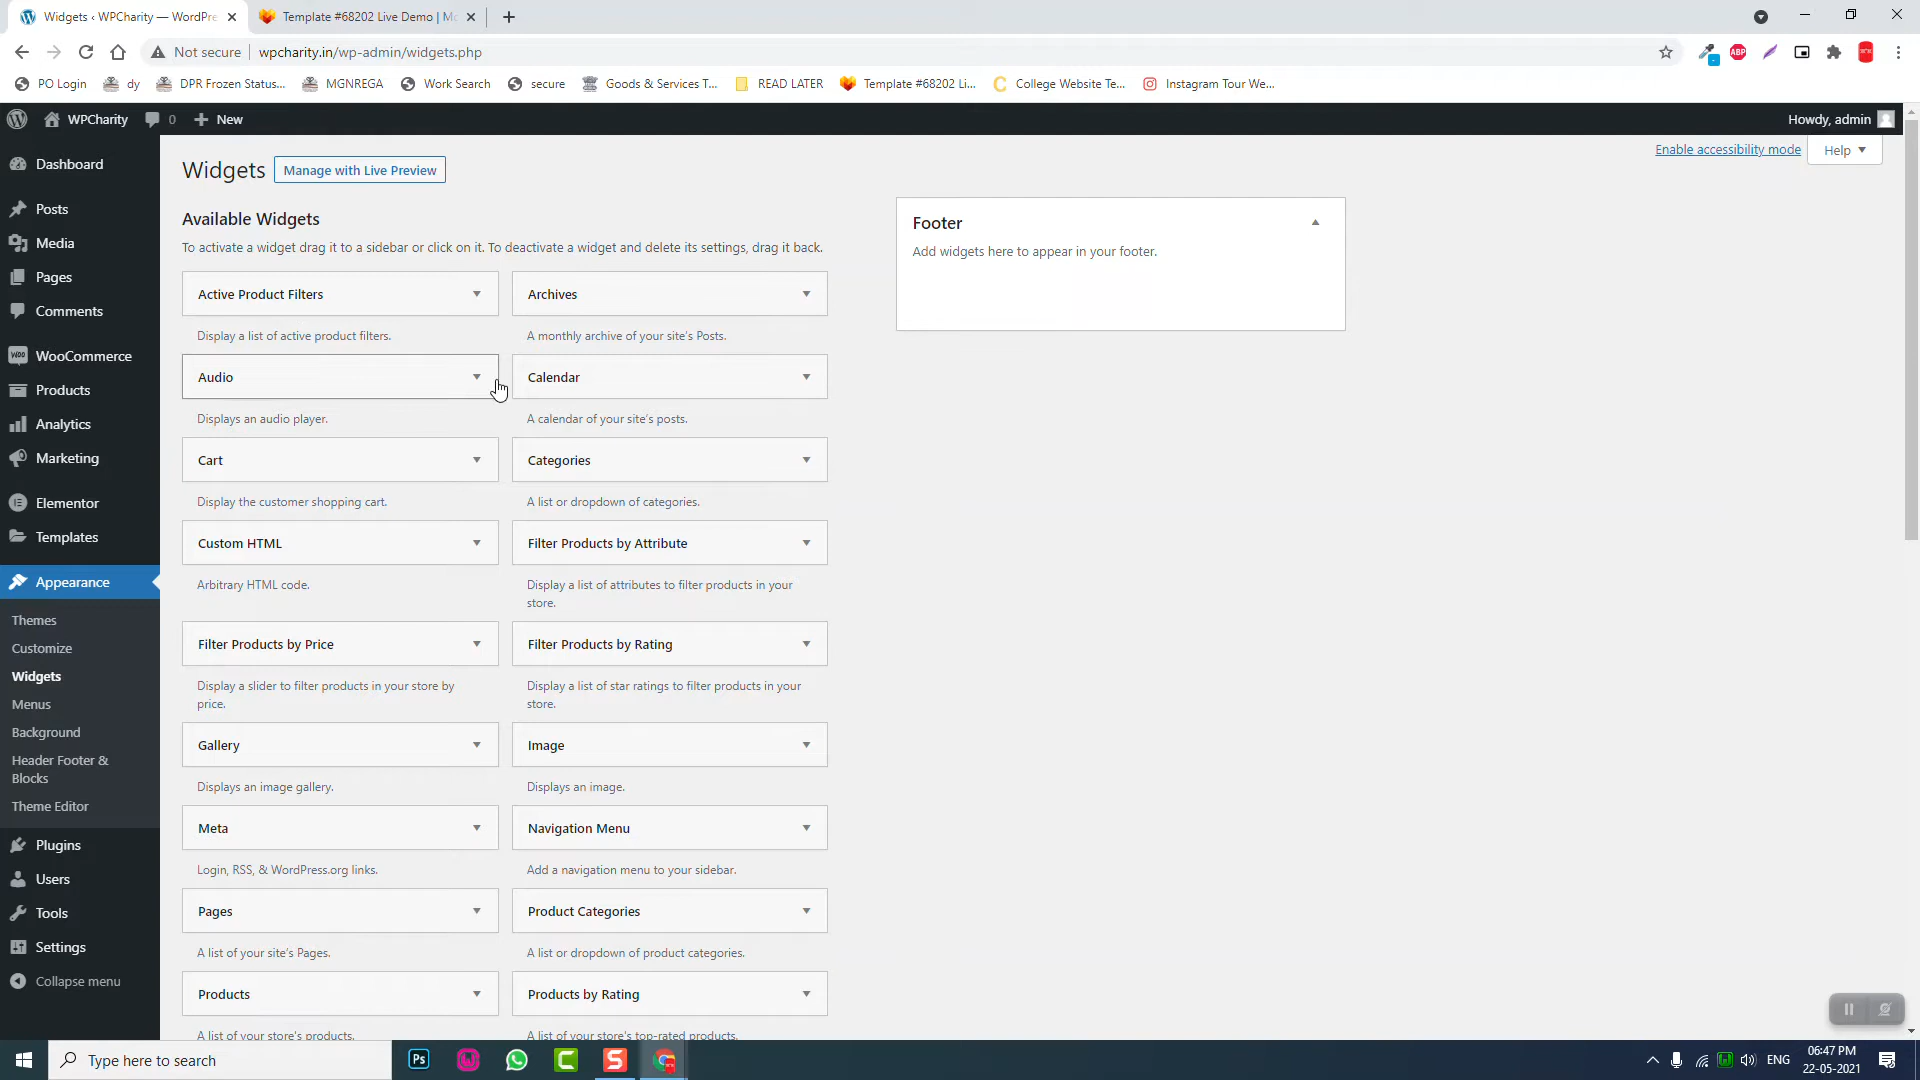 Widgets ‹ WPCharity — WordPre
Template #68202 Live Demo | Mo
Not secure
wpcharity.in/wp-admin/widgets.php
PO Login
dy
DPR Frozen Status...
MGNREGA
Work Search
secure
Goods & Services T...
READ LATER
Template #68202 Li...
College Website Te...
Instagram Tour We...
WPCharity
0
New
Howdy, admin
Dashboard
Posts
Media
Pages
Comments
WooCommerce
Products
Analytics
Marketing
Elementor
Templates
Appearance
Themes
Customize
Widgets
Menus
Background
Header Footer &
Blocks
Theme Editor
Plugins
Users
Tools
Settings
Collapse menu
Widgets
Manage with Live Preview
Enable accessibility mode
Help
Available Widgets
To activate a widget drag it to a sidebar or click on it. To deactivate a widget and delete its settings, drag it back.
Active Product Filters
Display a list of active product filters.
Archives
A monthly archive of your site's Posts.
Audio
Displays an audio player.
Calendar
A calendar of your site's posts.
Cart
Display the customer shopping cart.
Categories
A list or dropdown of categories.
Custom HTML
Arbitrary HTML code.
Filter Products by Attribute
Display a list of attributes to filter products in your
store.
Filter Products by Price
Display a slider to filter products in your store by
price.
Filter Products by Rating
Display a list of star ratings to filter products in your
store.
Gallery
Displays an image gallery.
Image
Displays an image.
Meta
Login, RSS, & WordPress.org links.
Navigation Menu
Add a navigation menu to your sidebar.
Pages
A list of your site's Pages.
Product Categories
A list or dropdown of product categories.
Products
A list of your store's products.
Products by Rating
A list of your store's top-rated products.
Footer
Add widgets here to appear in your footer.
Type here to search
Ps
ENG
06:47 PM
22-05-2021